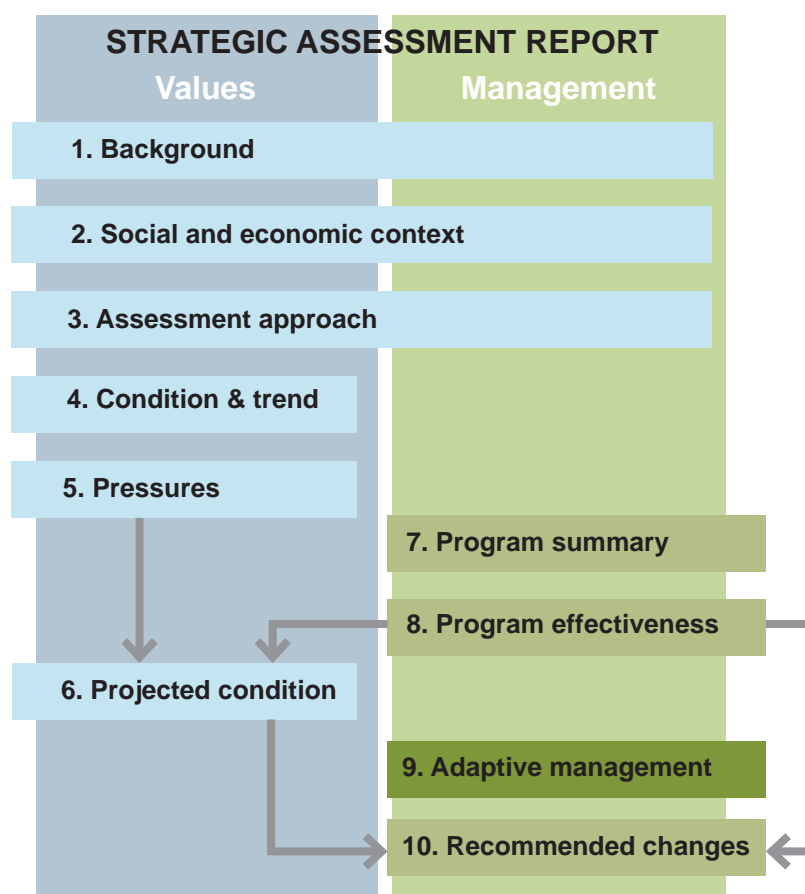 STRATEGIC ASSESSMENT REPORT
Values
Management
1. Background
2. Social and economic context
3. Assessment approach
4. Condition & trend
5. Pressures
7. Program summary
8. Program effectiveness
6. Projected condition
9. Adaptive management
10. Recommended changes